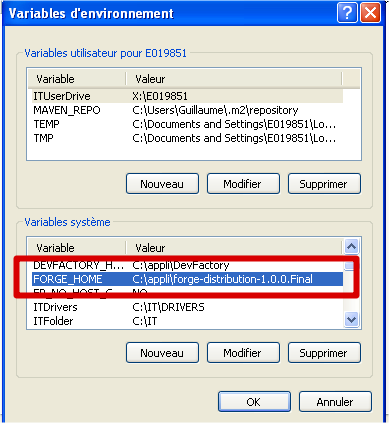 Variables d'environnement
Variables utilisateur pour E019851
Variable Valeur
ITUserDrive X:\E019851
MAVEN_REPO C:\Users\Guillaume\.m2\repository
TEMP C:\Documents and Settings\E019851\Lo...
TMP C:\Documents and Settings\E019851\Lo...
Nouveau Modifier Supprimer
Variables système
Variable Valeur
DEVFACTORY_H... C:\appli\DevFactory
FORGE_HOME C:\appli\forge-distribution-1.0.0.Final
FP_NO_HOST_C... NO
ITDrivers C:\IT\DRIVERS
ITFolder C:\IT
Nouveau Modifier Supprimer
OK Annuler